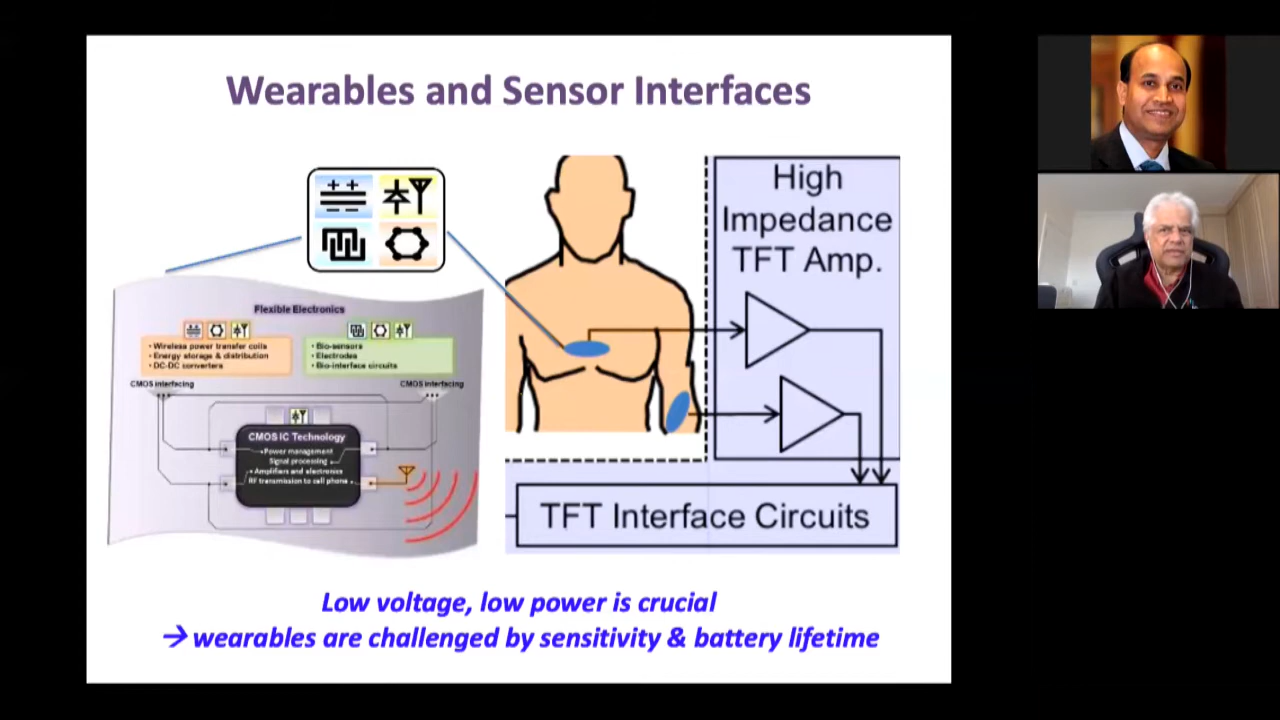 Wearables and Sensor Interfaces
Flexible Electronics
• Wireless power transfer coils
• Energy storage & distribution
• DC-DC converters
• Bio-sensors
• Electrodes
• Bio-interface circuits
CMOS interfacing
CMOS interfacing
CMOS IC Technology
Power management
Signal processing
Amplifiers and electronics
RF transmission to cell phone
High
Impedance
TFT Amp.
TFT Interface Circuits
Low voltage, low power is crucial
→ wearables are challenged by sensitivity & battery lifetime